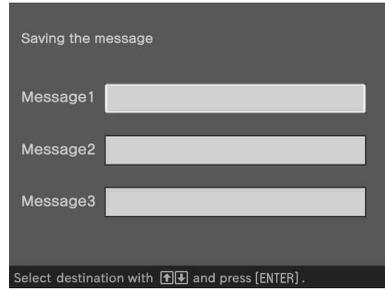 Saving the message
Message1
Message2
Message3
Select destination with ⬆⬇ and press [ENTER].